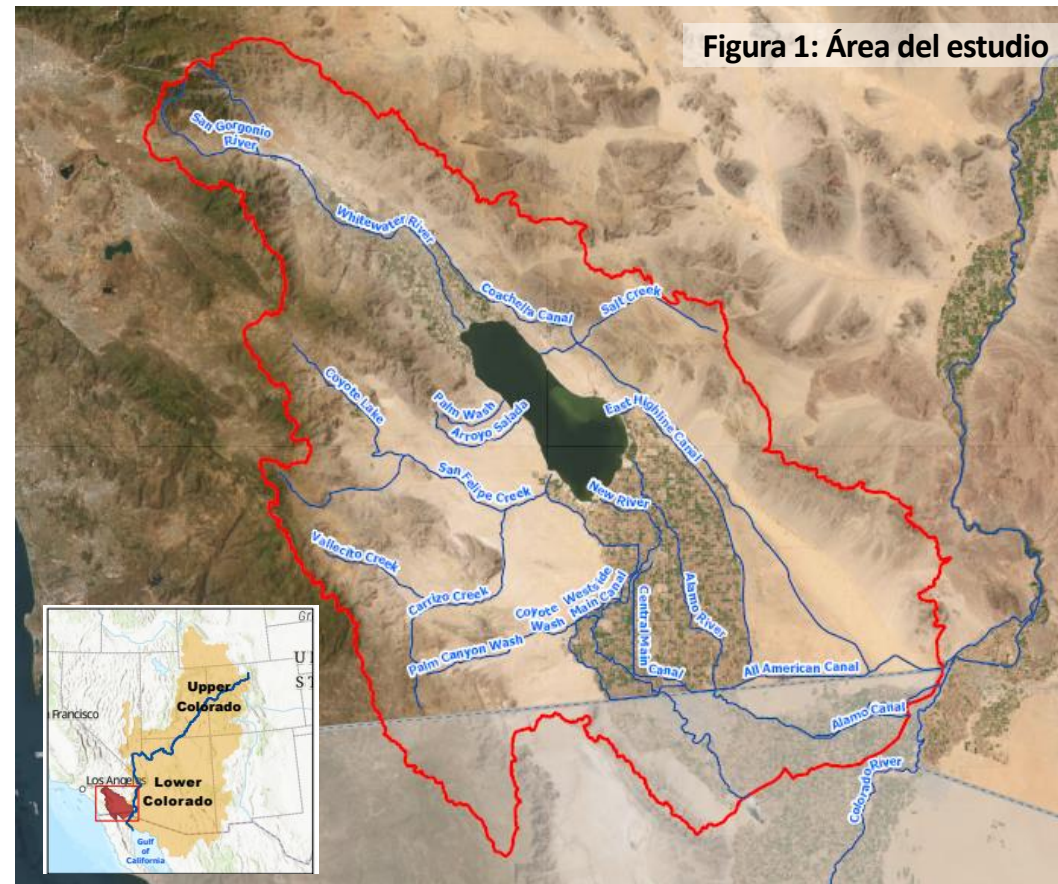 Figura 1: Área del estudio
San Gorgonio
River
Whitewater River
Coachella Canal
Salt Creek
Coyote Lake
Palm Wash
Arroyo Salada
East Highline Canal
San Felipe Creek
New River
Vallecito Creek
Carrizo Creek
Coyote
Wash
Westside
Main Canal
Palm Canyon Wash
Central Main
Canal
Alamo River
All American Canal
Alamo Canal
Colorado River
Upper
Colorado
Francisco
Los Angeles
Lower
Colorado
Gulf
of
California